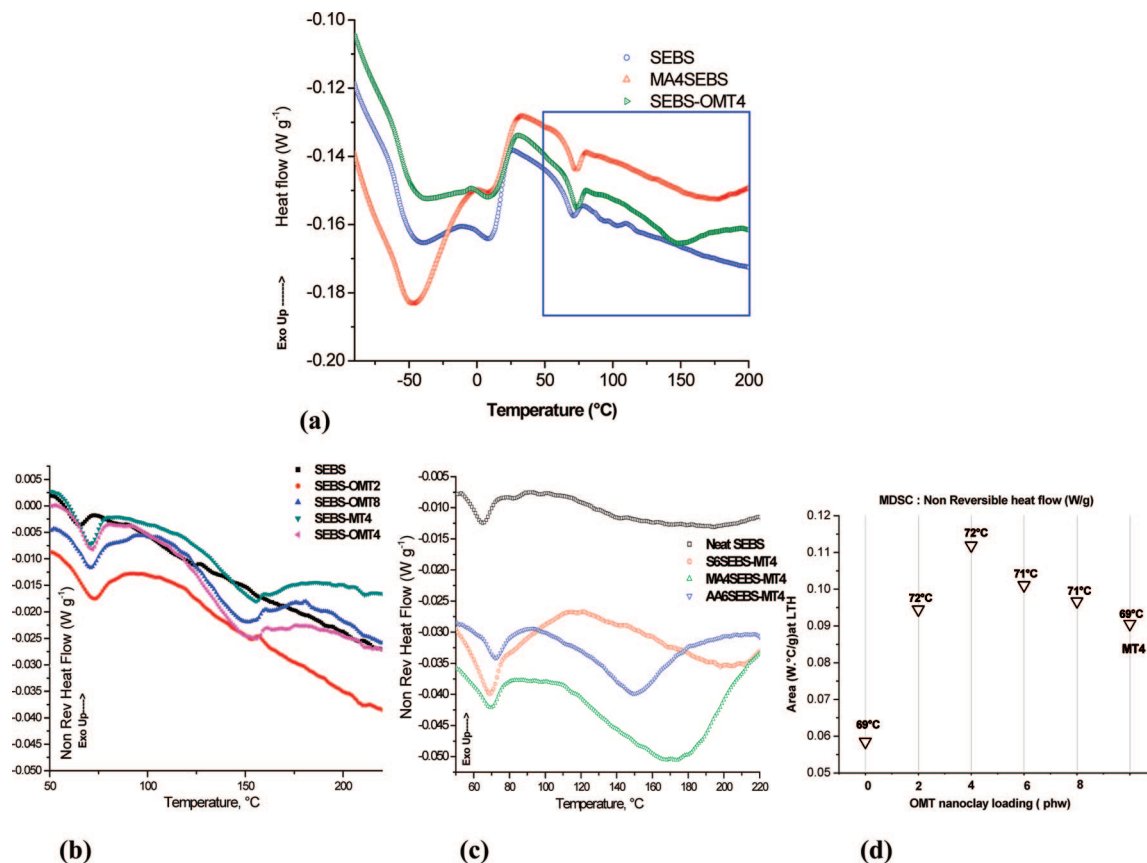 -0.10
-0.12
-0.14
-0.16
-0.18
-0.20
Heat flow (W g⁻¹)
Exo Up ------>
SEBS
MA4SEBS
SEBS-OMT4
-50 0 50 100 150 200
Temperature (°C)
(a)
0.005
0.000
-0.005
-0.010
-0.015
-0.020
-0.025
-0.030
-0.035
-0.040
-0.045
-0.050
Non Rev Heat Flow (W g⁻¹)
Exo Up---->
SEBS
SEBS-OMT2
SEBS-OMT8
SEBS-MT4
SEBS-OMT4
50 100 150 200
Temperature, °C
(b)
-0.005
-0.010
-0.015
-0.020
-0.025
-0.030
-0.035
-0.040
-0.045
-0.050
Non Rev Heat Flow (W g⁻¹)
Exo Up---->
Neat SEBS
S6SEBS-MT4
MA4SEBS-MT4
AA6SEBS-MT4
60 80 100 120 140 160 180 200 220
Temperature, °C
(c)
MDSC : Non Reversible heat flow (W/g)
0.12
0.11
0.10
0.09
0.08
0.07
0.06
0.05
Area (W.°C/g)at LTH
69°C
72°C
72°C
71°C
71°C
69°C
MT4
0 2 4 6 8
OMT nanoclay loading ( phw)
(d)